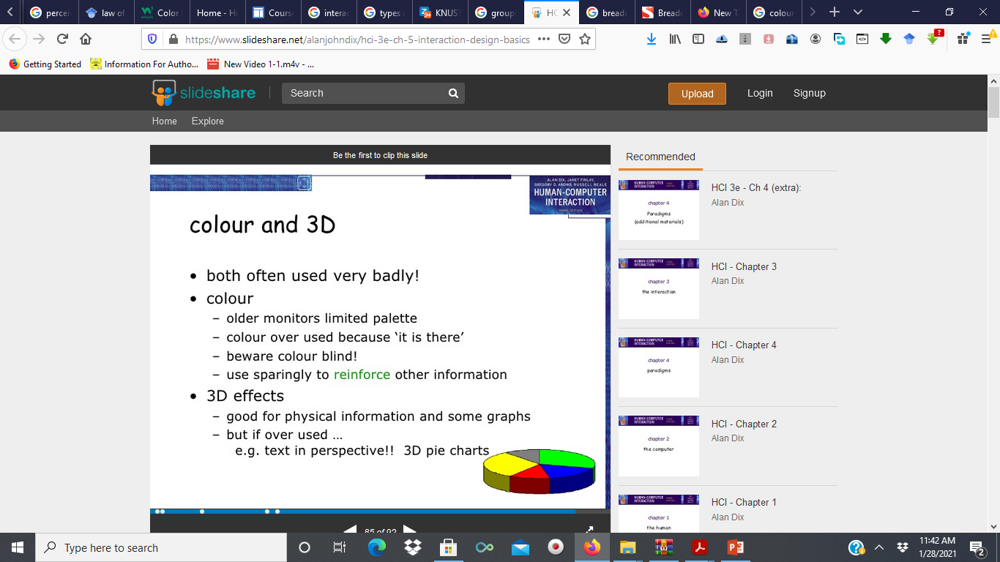 percei
law of
Color
Home - H
Cours
interac
types o
KNUST
group
HC
breadc
Breadc
New T
colour
https://www.slideshare.net/alanjohndix/hci-3e-ch-5-interaction-design-basics
Getting Started
Information For Autho...
New Video 1-1.m4v - ...
slideshare
Search
Upload
Login
Signup
Home
Explore
Be the first to clip this slide
ALAN DIX, JANET FINLAY,
GREGORY D. ABOWD, RUSSELL BEALE
HUMAN-COMPUTER
INTERACTION
THIRD EDITION
colour and 3D
• both often used very badly!
• colour
– older monitors limited palette
– colour over used because ‘it is there’
– beware colour blind!
– use sparingly to reinforce other information
• 3D effects
– good for physical information and some graphs
– but if over used …
e.g. text in perspective!! 3D pie charts
85 of 92
Recommended
HUMAN-COMPUTER
INTERACTION
chapter 4
Paradigms
(additional materials)
HCI 3e - Ch 4 (extra):
Alan Dix
HUMAN-COMPUTER
INTERACTION
chapter 3
the interaction
HCI - Chapter 3
Alan Dix
HUMAN-COMPUTER
INTERACTION
chapter 4
paradigms
HCI - Chapter 4
Alan Dix
HUMAN-COMPUTER
INTERACTION
chapter 2
the computer
HCI - Chapter 2
Alan Dix
HUMAN-COMPUTER
INTERACTION
chapter 1
the human
HCI - Chapter 1
Alan Dix
Type here to search
11:42 AM
1/28/2021
2